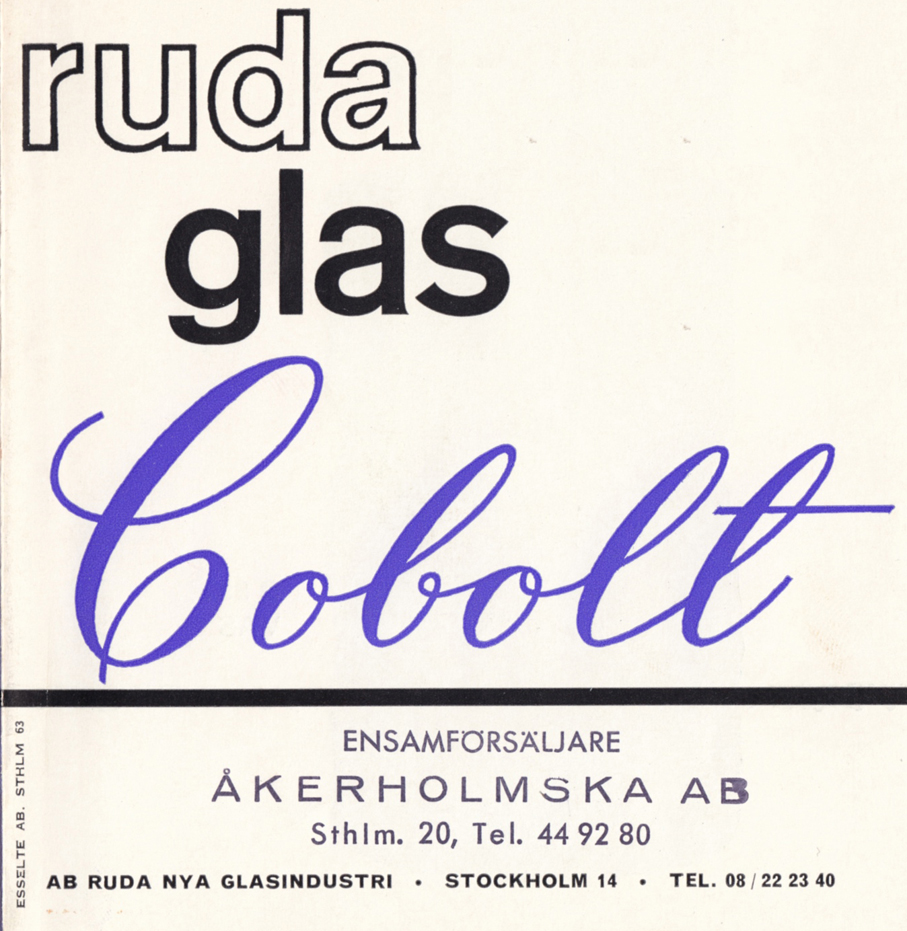 ruda
glas
Cobolt
ENSAMFÖRSÄLJARE
ÅKERHOLMSKA AB
Sthlm. 20, Tel. 44 92 80
AB RUDA NYA GLASINDUSTRI • STOCKHOLM 14 • TEL. 08/22 23 40
ESSELTE AB. STHLM 63